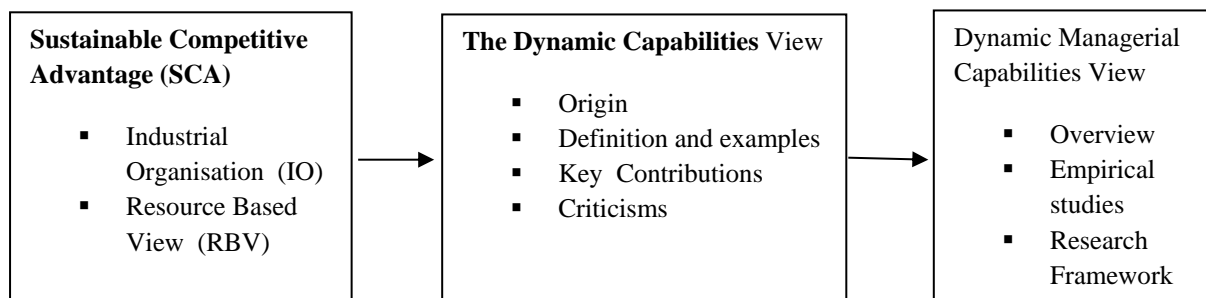 Sustainable Competitive
Advantage (SCA)
▪ Industrial
Organisation (IO)
▪ Resource Based
View (RBV)
The Dynamic Capabilities View
▪ Origin
▪ Definition and examples
▪ Key Contributions
▪ Criticisms
Dynamic Managerial
Capabilities View
▪ Overview
▪ Empirical
studies
▪ Research
Framework